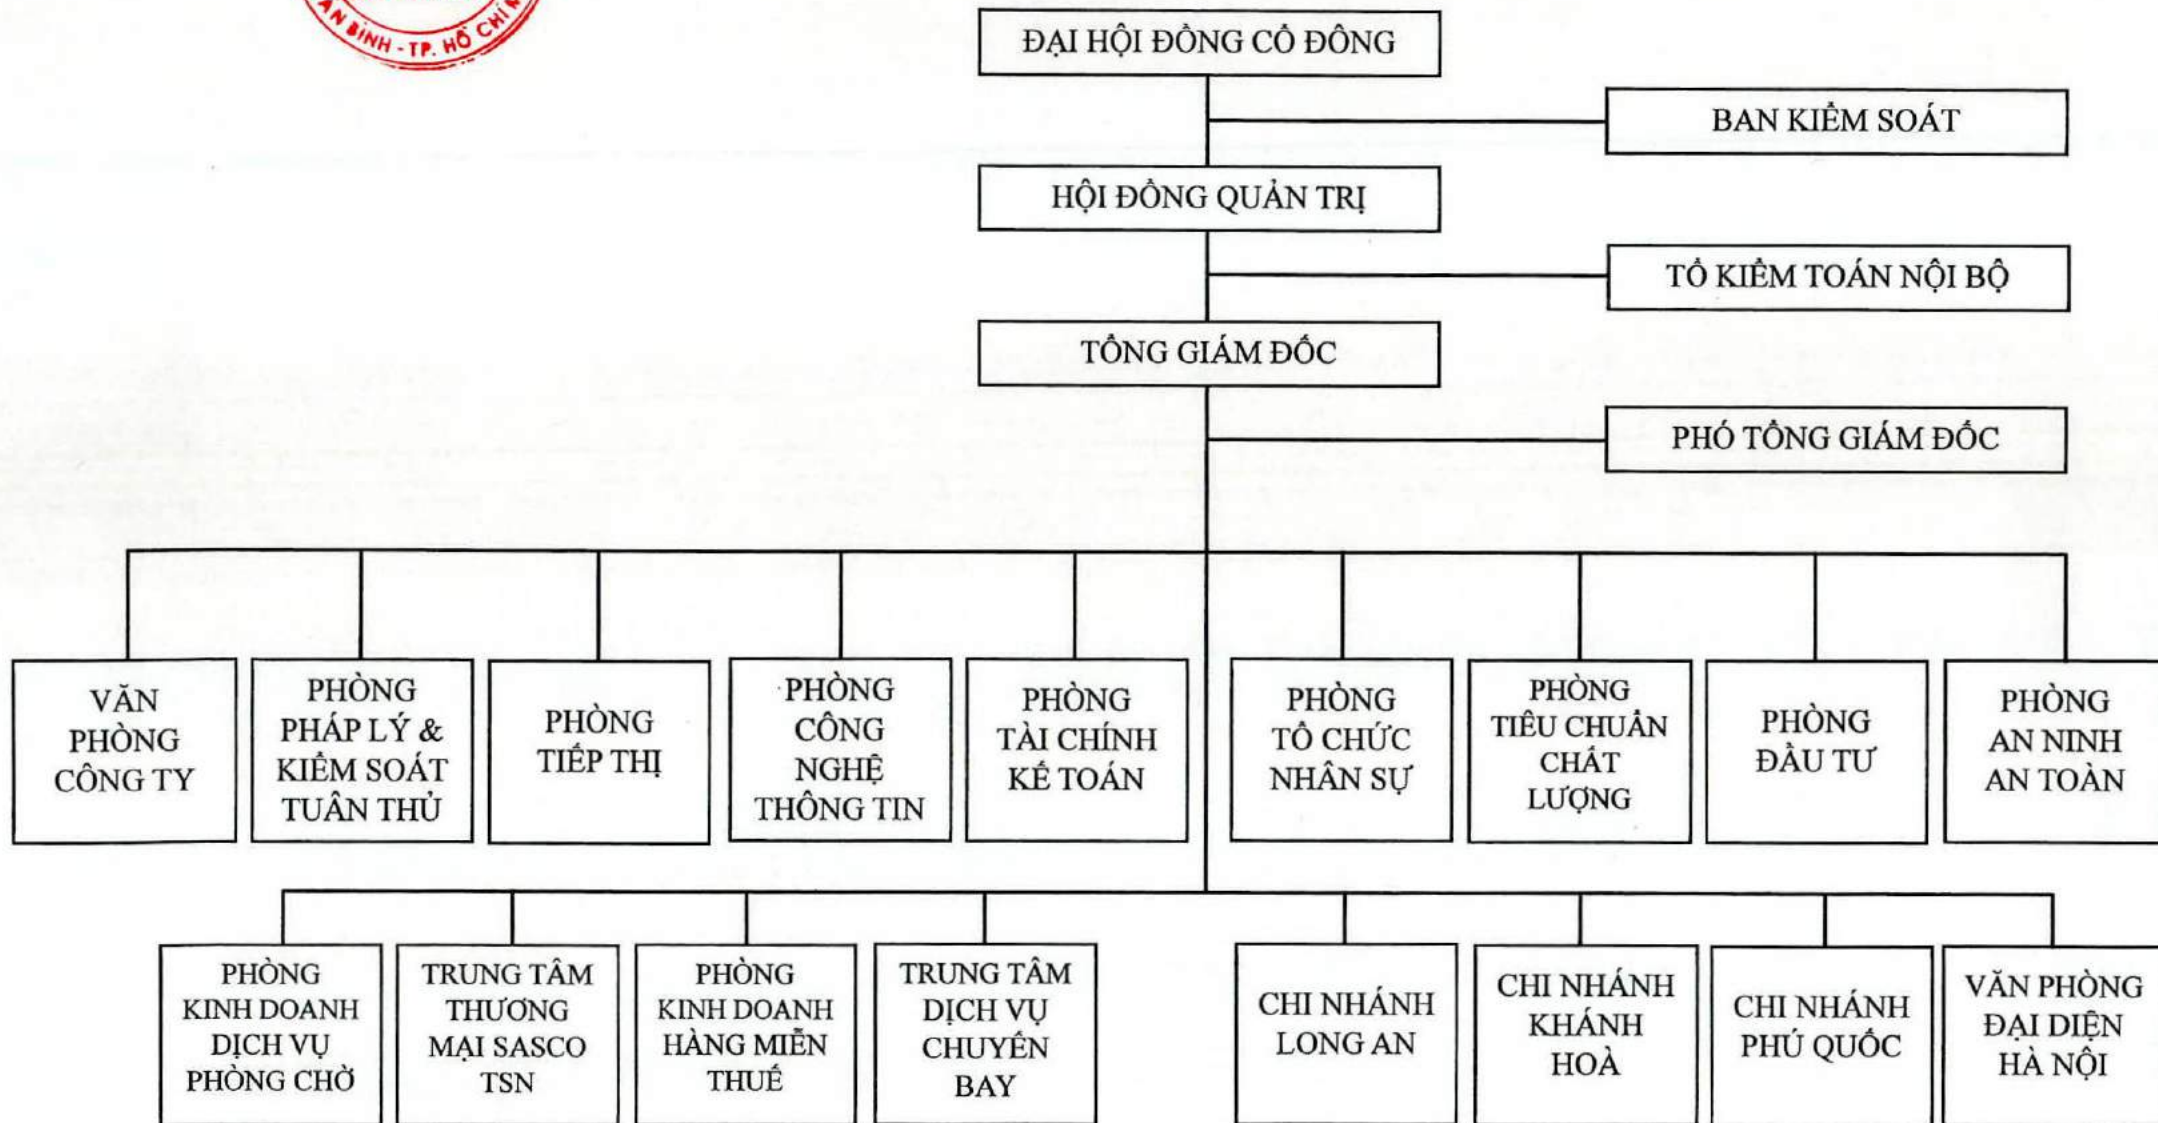 ÂN BÌNH - TP. HỒ CHÍ M
ĐẠI HỘI ĐỒNG CỔ ĐÔNG
BAN KIỂM SOÁT
HỘI ĐỒNG QUẢN TRỊ
TỔ KIỂM TOÁN NỘI BỘ
TỔNG GIÁM ĐỐC
PHÓ TỔNG GIÁM ĐỐC
VĂN
PHÒNG
CÔNG TY
PHÒNG
PHÁP LÝ &
KIỂM SOÁT
TUÂN THỦ
PHÒNG
TIẾP THỊ
PHÒNG
CÔNG
NGHỆ
THÔNG TIN
PHÒNG
TÀI CHÍNH
KẾ TOÁN
PHÒNG
TỔ CHỨC
NHÂN SỰ
PHÒNG
TIÊU CHUẨN
CHẤT
LƯỢNG
PHÒNG
ĐẦU TƯ
PHÒNG
AN NINH
AN TOÀN
PHÒNG
KINH DOANH
DỊCH VỤ
PHÒNG CHỜ
TRUNG TÂM
THƯƠNG
MẠI SASCO
TSN
PHÒNG
KINH DOANH
HÀNG MIỄN
THUẾ
TRUNG TÂM
DỊCH VỤ
CHUYẾN
BAY
CHI NHÁNH
LONG AN
CHI NHÁNH
KHÁNH
HOÀ
CHI NHÁNH
PHÚ QUỐC
VĂN PHÒNG
ĐẠI DIỆN
HÀ NỘI